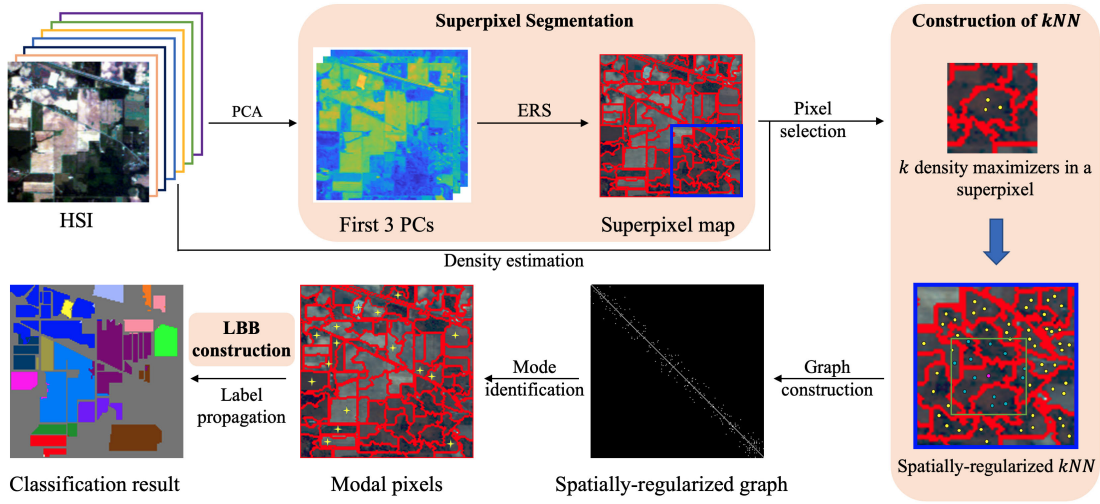 Superpixel Segmentation
Construction of kNN
PCA
ERS
Pixel
selection
k density maximizers in a
superpixel
HSI
First 3 PCs
Superpixel map
Density estimation
LBB
construction
Label
propagation
Mode
identification
Graph
construction
Classification result
Modal pixels
Spatially-regularized graph
Spatially-regularized kNN